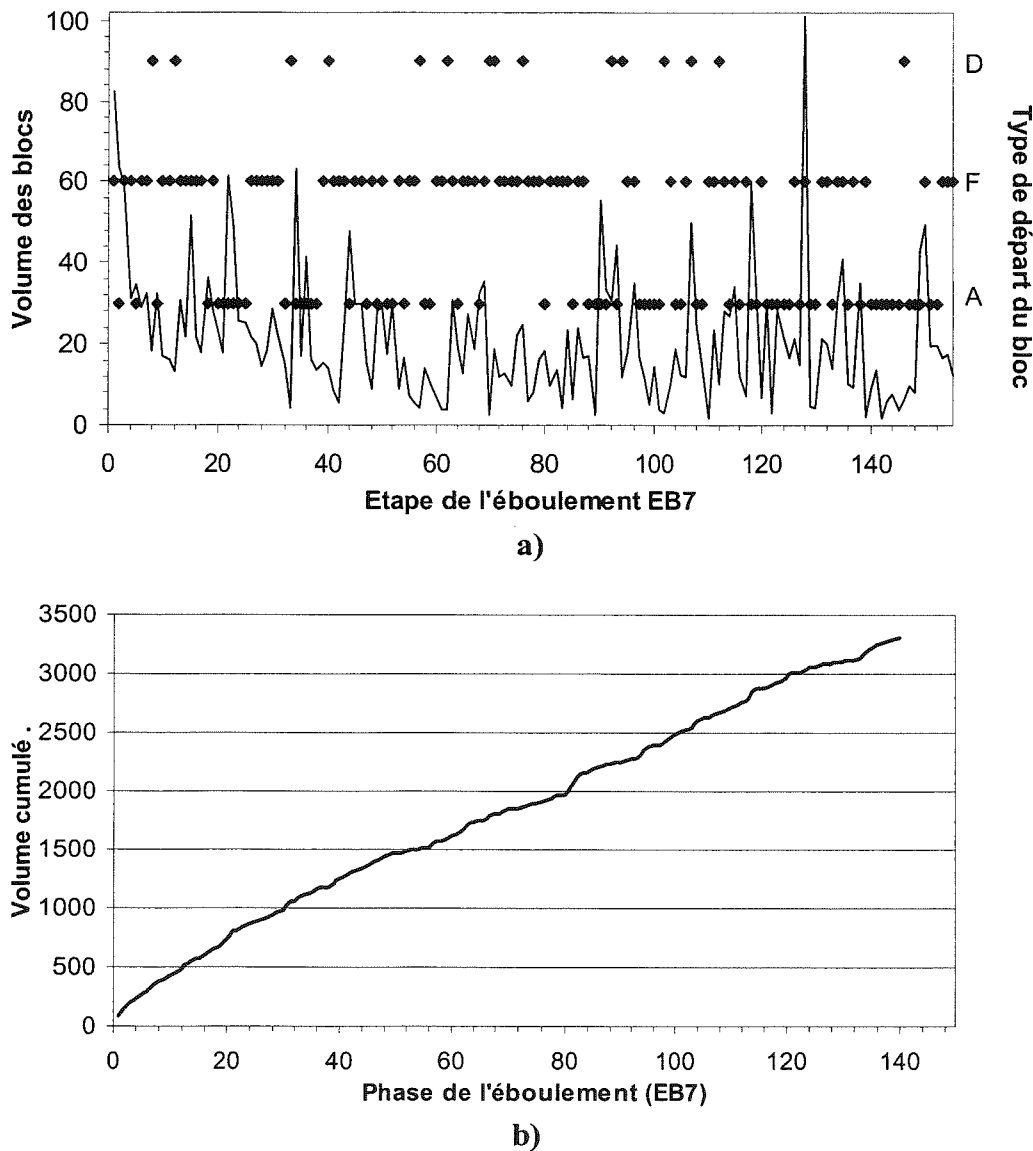 100
80
60
40
20
0
Volume des blocs
D
F
A
Type de départ du bloc
0 20 40 60 80 100 120 140
Etape de l'éboulement EB7
a)
3500
3000
2500
2000
1500
1000
500
0
Volume cumulé .
0 20 40 60 80 100 120 140
Phase de l'éboulement (EB7)
b)